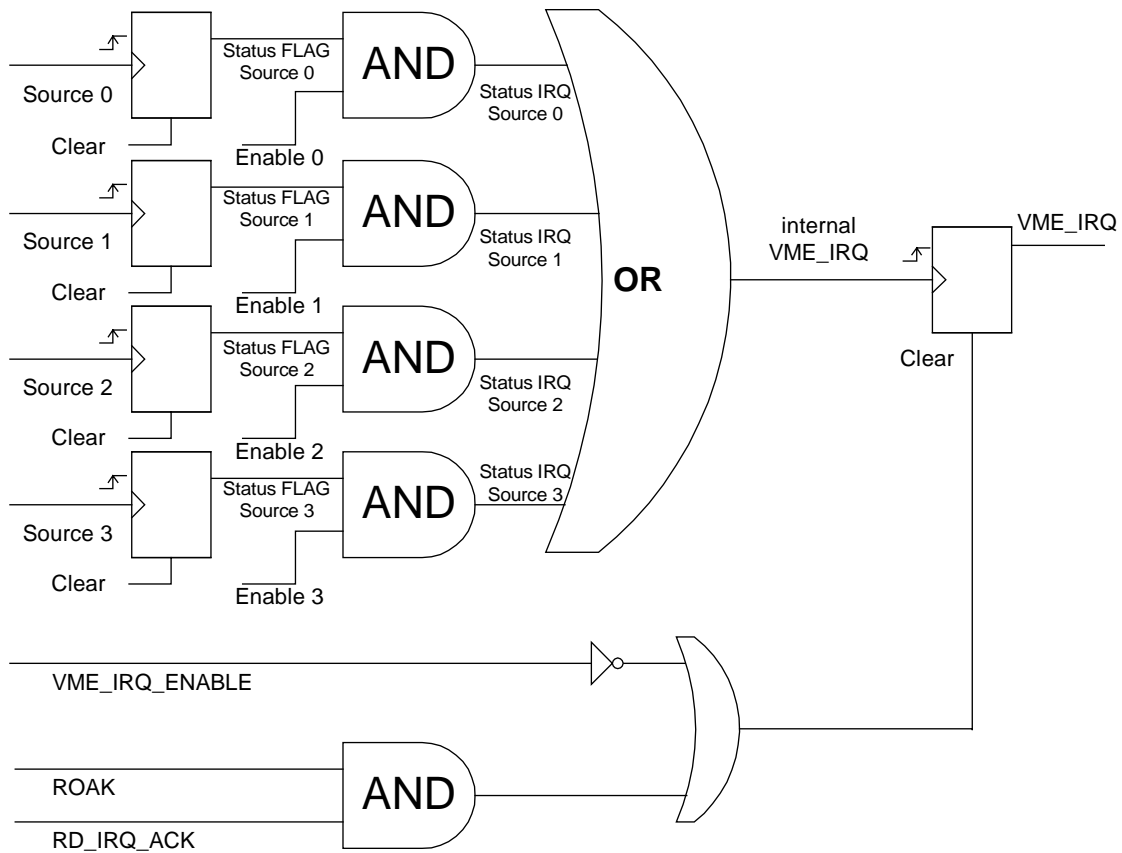 Source 0
Clear
Status FLAG
Source 0
Enable 0
AND
Status IRQ
Source 0
Source 1
Clear
Status FLAG
Source 1
Enable 1
AND
Status IRQ
Source 1
Source 2
Clear
Status FLAG
Source 2
Enable 2
AND
Status IRQ
Source 2
Source 3
Clear
Status FLAG
Source 3
Enable 3
AND
Status IRQ
Source 3
OR
internal
VME_IRQ
VME_IRQ
Clear
VME_IRQ_ENABLE
ROAK
RD_IRQ_ACK
AND